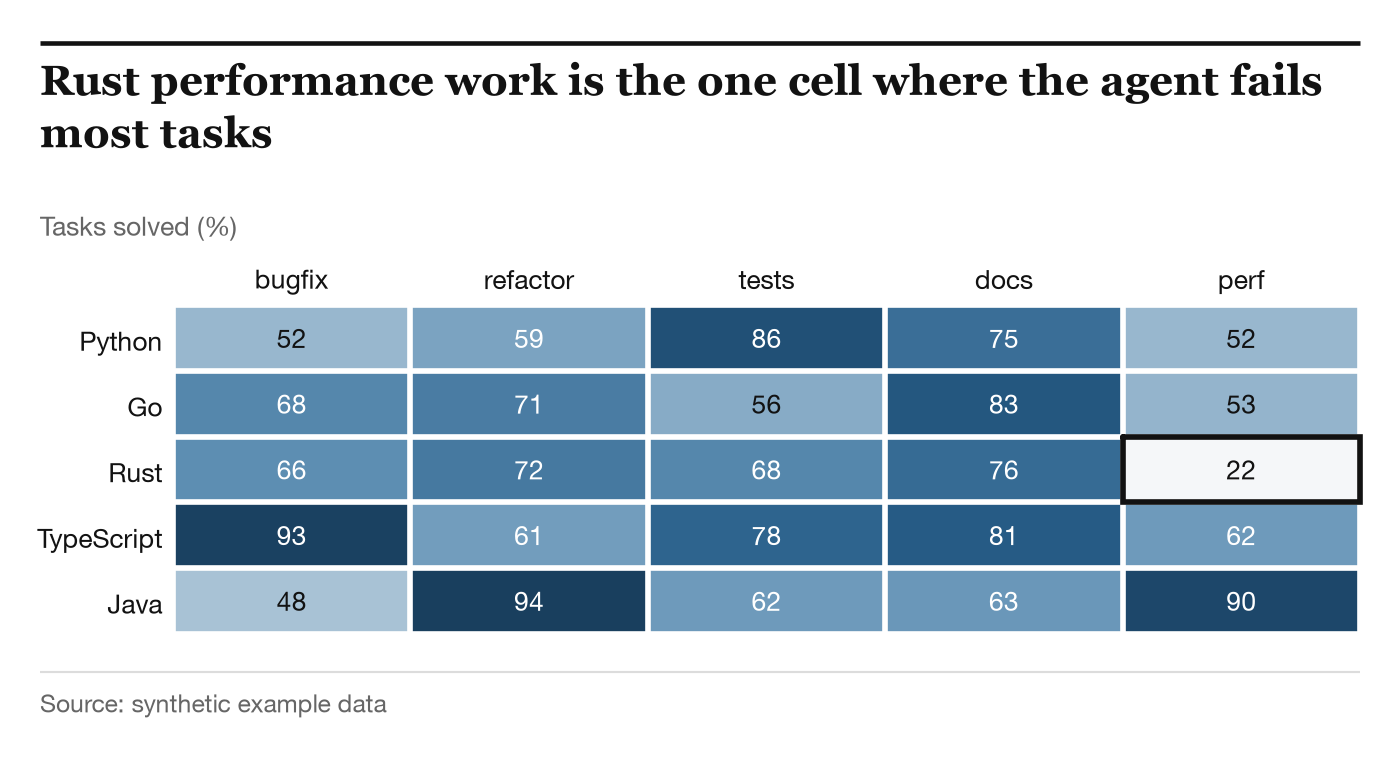 Rust performance work is the one cell where the agent fails
most tasks
Tasks solved (%)
bugfix refactor tests docs perf
Python 52 59 86 75 52
Go 68 71 56 83 53
Rust 66 72 68 76 22
TypeScript 93 61 78 81 62
Java 48 94 62 63 90
Source: synthetic example data